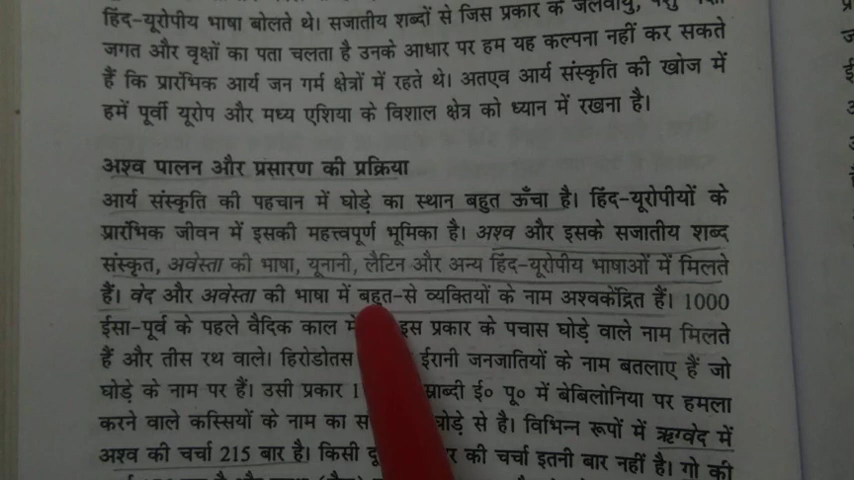 हिंद-यूरोपीय भाषा बोलते थे। सजातीय शब्दों से जिस प्रकार के जलवायु, पशु
जगत और वृक्षों का पता चलता है उनके आधार पर हम यह कल्पना नहीं कर सकते
हैं कि प्रारंभिक आर्य जन गर्म क्षेत्रों में रहते थे। अतएव आर्य संस्कृति की खोज में
हमें पूर्वी यूरोप और मध्य एशिया के विशाल क्षेत्र को ध्यान में रखना है।
अश्व पालन और प्रसारण की प्रक्रिया
आर्य संस्कृति की पहचान में घोड़े का स्थान बहुत ऊँचा है। हिंद-यूरोपीयों के
प्रारंभिक जीवन में इसकी महत्त्वपूर्ण भूमिका है। अश्व और इसके सजातीय शब्द
संस्कृत, अवेस्ता की भाषा, यूनानी, लैटिन और अन्य हिंद-यूरोपीय भाषाओं में मिलते
हैं। वेद और अवेस्ता की भाषा में बहुत-से व्यक्तियों के नाम अश्वकेंद्रित हैं। 1000
ईसा-पूर्व के पहले वैदिक काल में इस प्रकार के पचास घोड़े वाले नाम मिलते
हैं और तीस रथ वाले। हिरोडोतस ईरानी जनजातियों के नाम बतलाए हैं जो
घोड़े के नाम पर हैं। उसी प्रकार ई० पू० में बेबिलोनिया पर हमला
करने वाले कस्सियों के नाम का घोड़े से है। विभिन्न रूपों में ऋग्वेद में
अश्व की चर्चा 215 बार है। किसी की चर्चा इतनी बार नहीं है। गो की